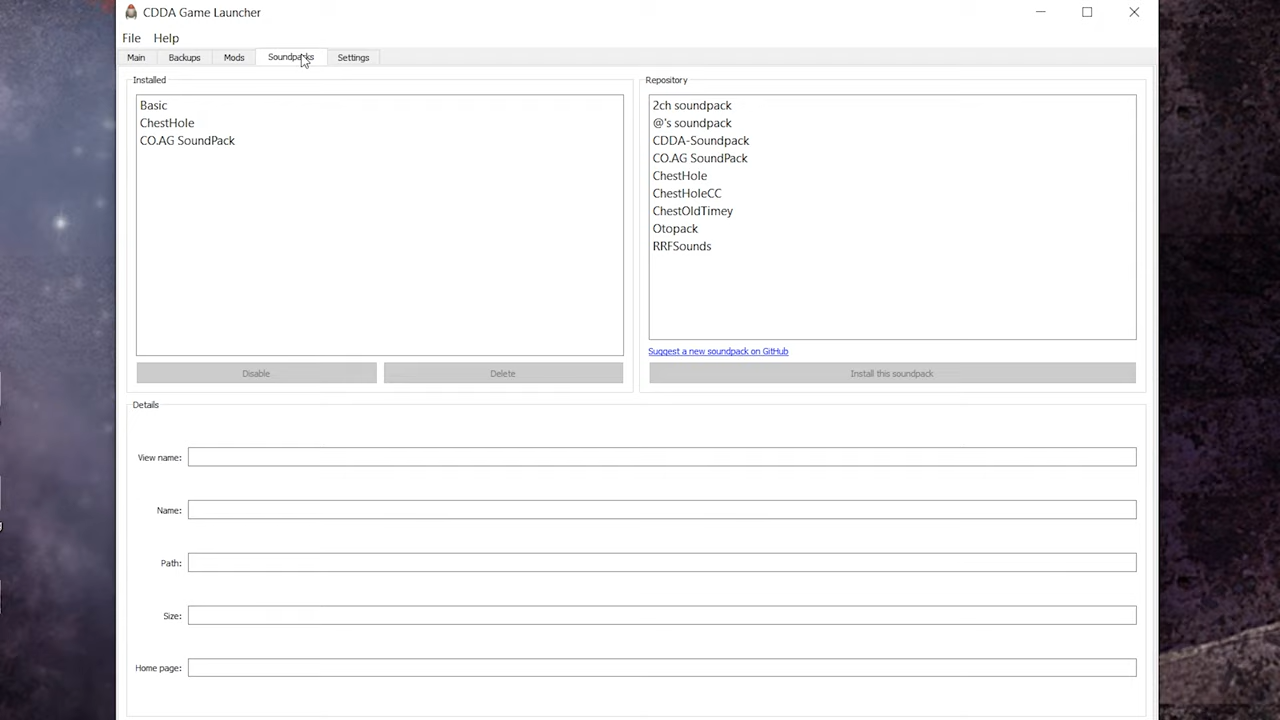 CDDA Game Launcher
File Help
Main Backups Mods Soundpacks Settings
Installed
Basic
ChestHole
CO.AG SoundPack
Disable Delete
Repository
2ch soundpack
@'s soundpack
CDDA-Soundpack
CO.AG SoundPack
ChestHole
ChestHoleCC
ChestOldTimey
Otopack
RRFSounds
Suggest a new soundpack on GitHub
Install this soundpack
Details
View name:
Name:
Path:
Size:
Home page: